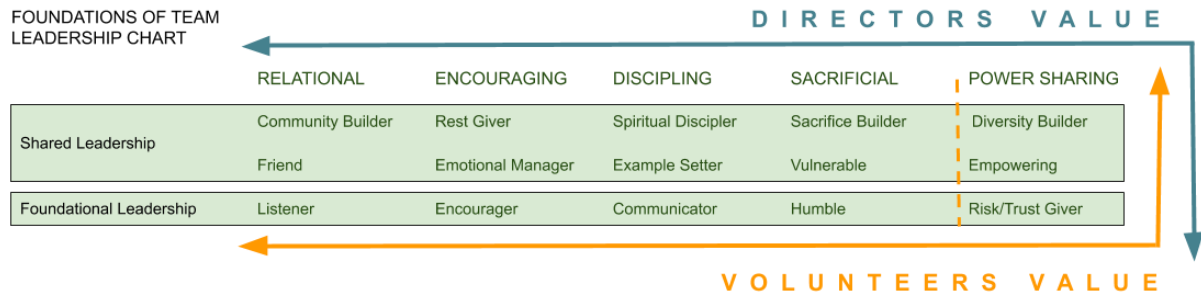 FOUNDATIONS OF TEAM
LEADERSHIP CHART
DIRECTORS VALUE
RELATIONAL ENCOURAGING DISCIPLING SACRIFICIAL POWER SHARING
Shared Leadership
Community Builder Rest Giver Spiritual Discipler Sacrifice Builder Diversity Builder
Friend Emotional Manager Example Setter Vulnerable Empowering
Foundational Leadership Listener Encourager Communicator Humble Risk/Trust Giver
VOLUNTEERS VALUE